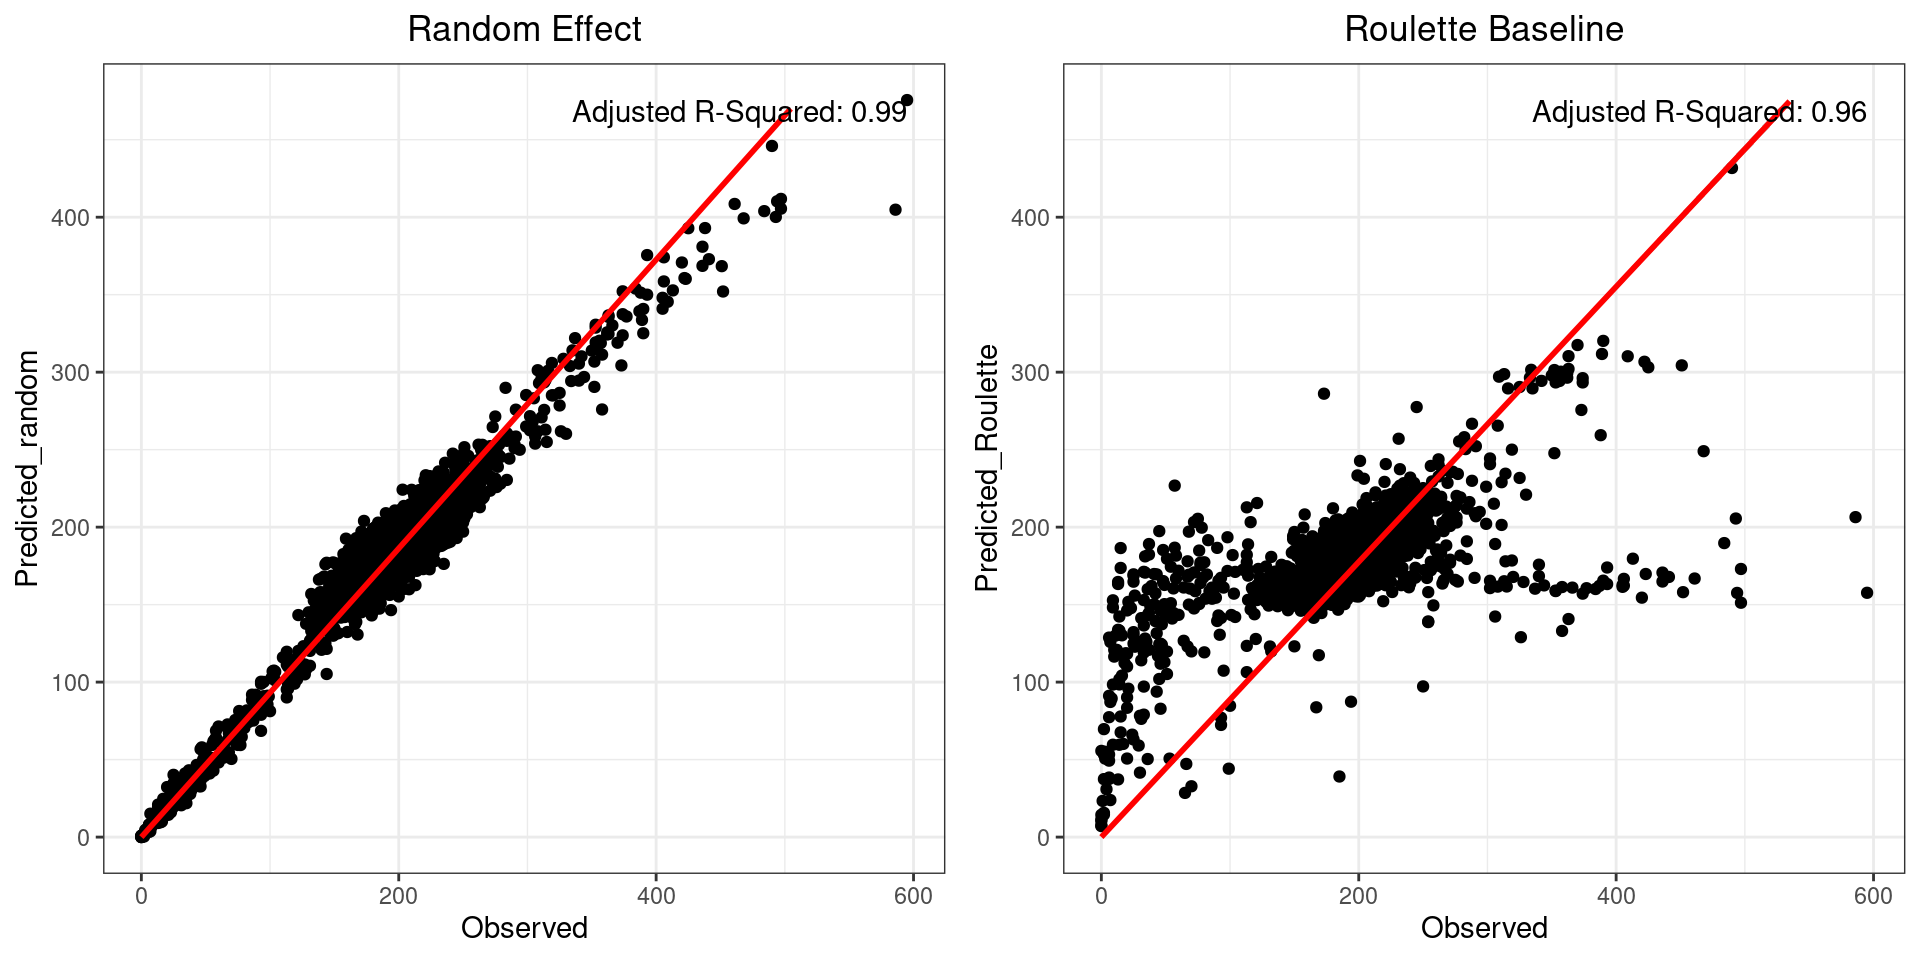 Random Effect
Adjusted R-Squared: 0.99
Predicted_random
400
300
200
100
0
0 200 400 600
Observed
Roulette Baseline
Adjusted R-Squared: 0.96
Predicted_Roulette
400
300
200
100
0
0 200 400 600
Observed